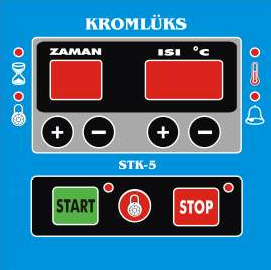 KROMLÜKS
ZAMAN ISI °C
+ - + -
STK-5
START STOP